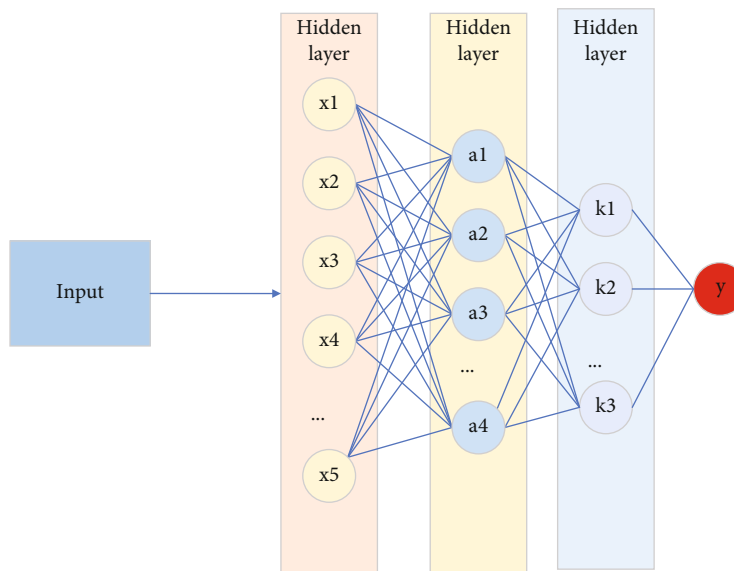 Input
Hidden
layer
x1
x2
x3
x4
...
x5
Hidden
layer
a1
a2
a3
...
a4
Hidden
layer
k1
k2
...
k3
y